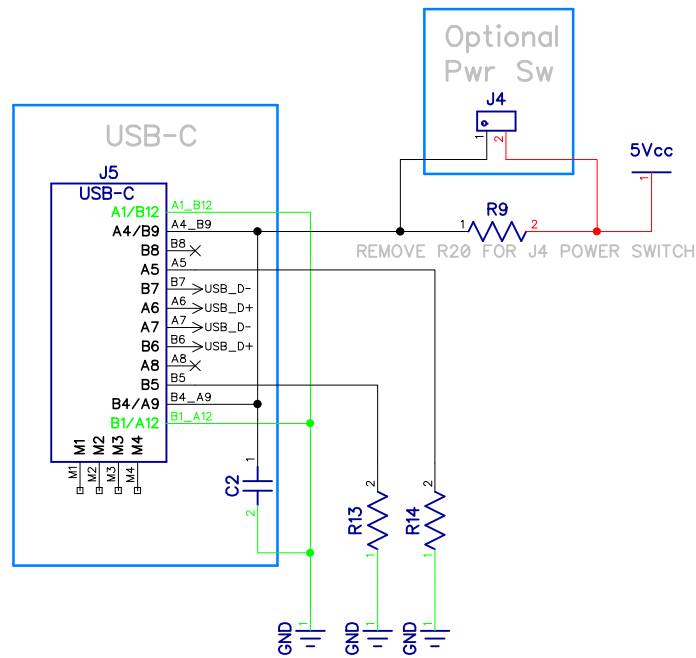 Optional
Pwr Sw
J4
1
2
5Vcc
1
USB-C
J5
USB-C
A1/B12 A1_B12
A4/B9 A4_B9
R9
1
2
REMOVE R20 FOR J4 POWER SWITCH
B8 B8
A5 A5
B7 B7 USB_D-
A6 A6 USB_D+
A7 A7 USB_D-
B6 B6 USB_D+
A8 A8
B5 B5
B4/A9 B4_A9
B1/A12 B1_A12
M1 M2 M3 M4
M1 M2 M3 M4
1
C2
2
2
R13
1
2
R14
1
GND 1
GND 1
GND 1